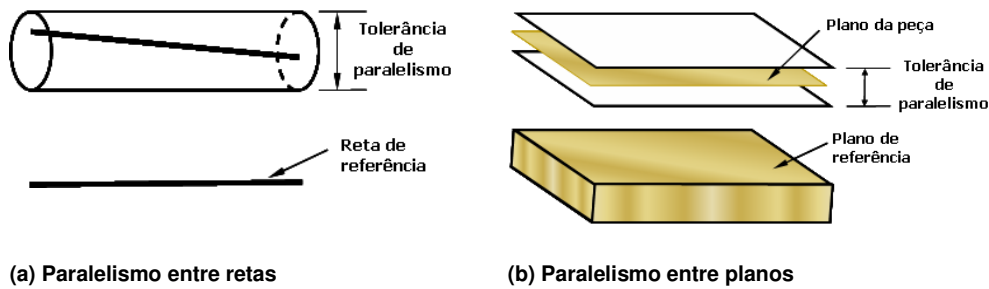 Tolerância
de
paralelismo
Reta de
referência
(a) Paralelismo entre retas
Plano da peça
Tolerância
de
paralelismo
Plano de
referência
(b) Paralelismo entre planos